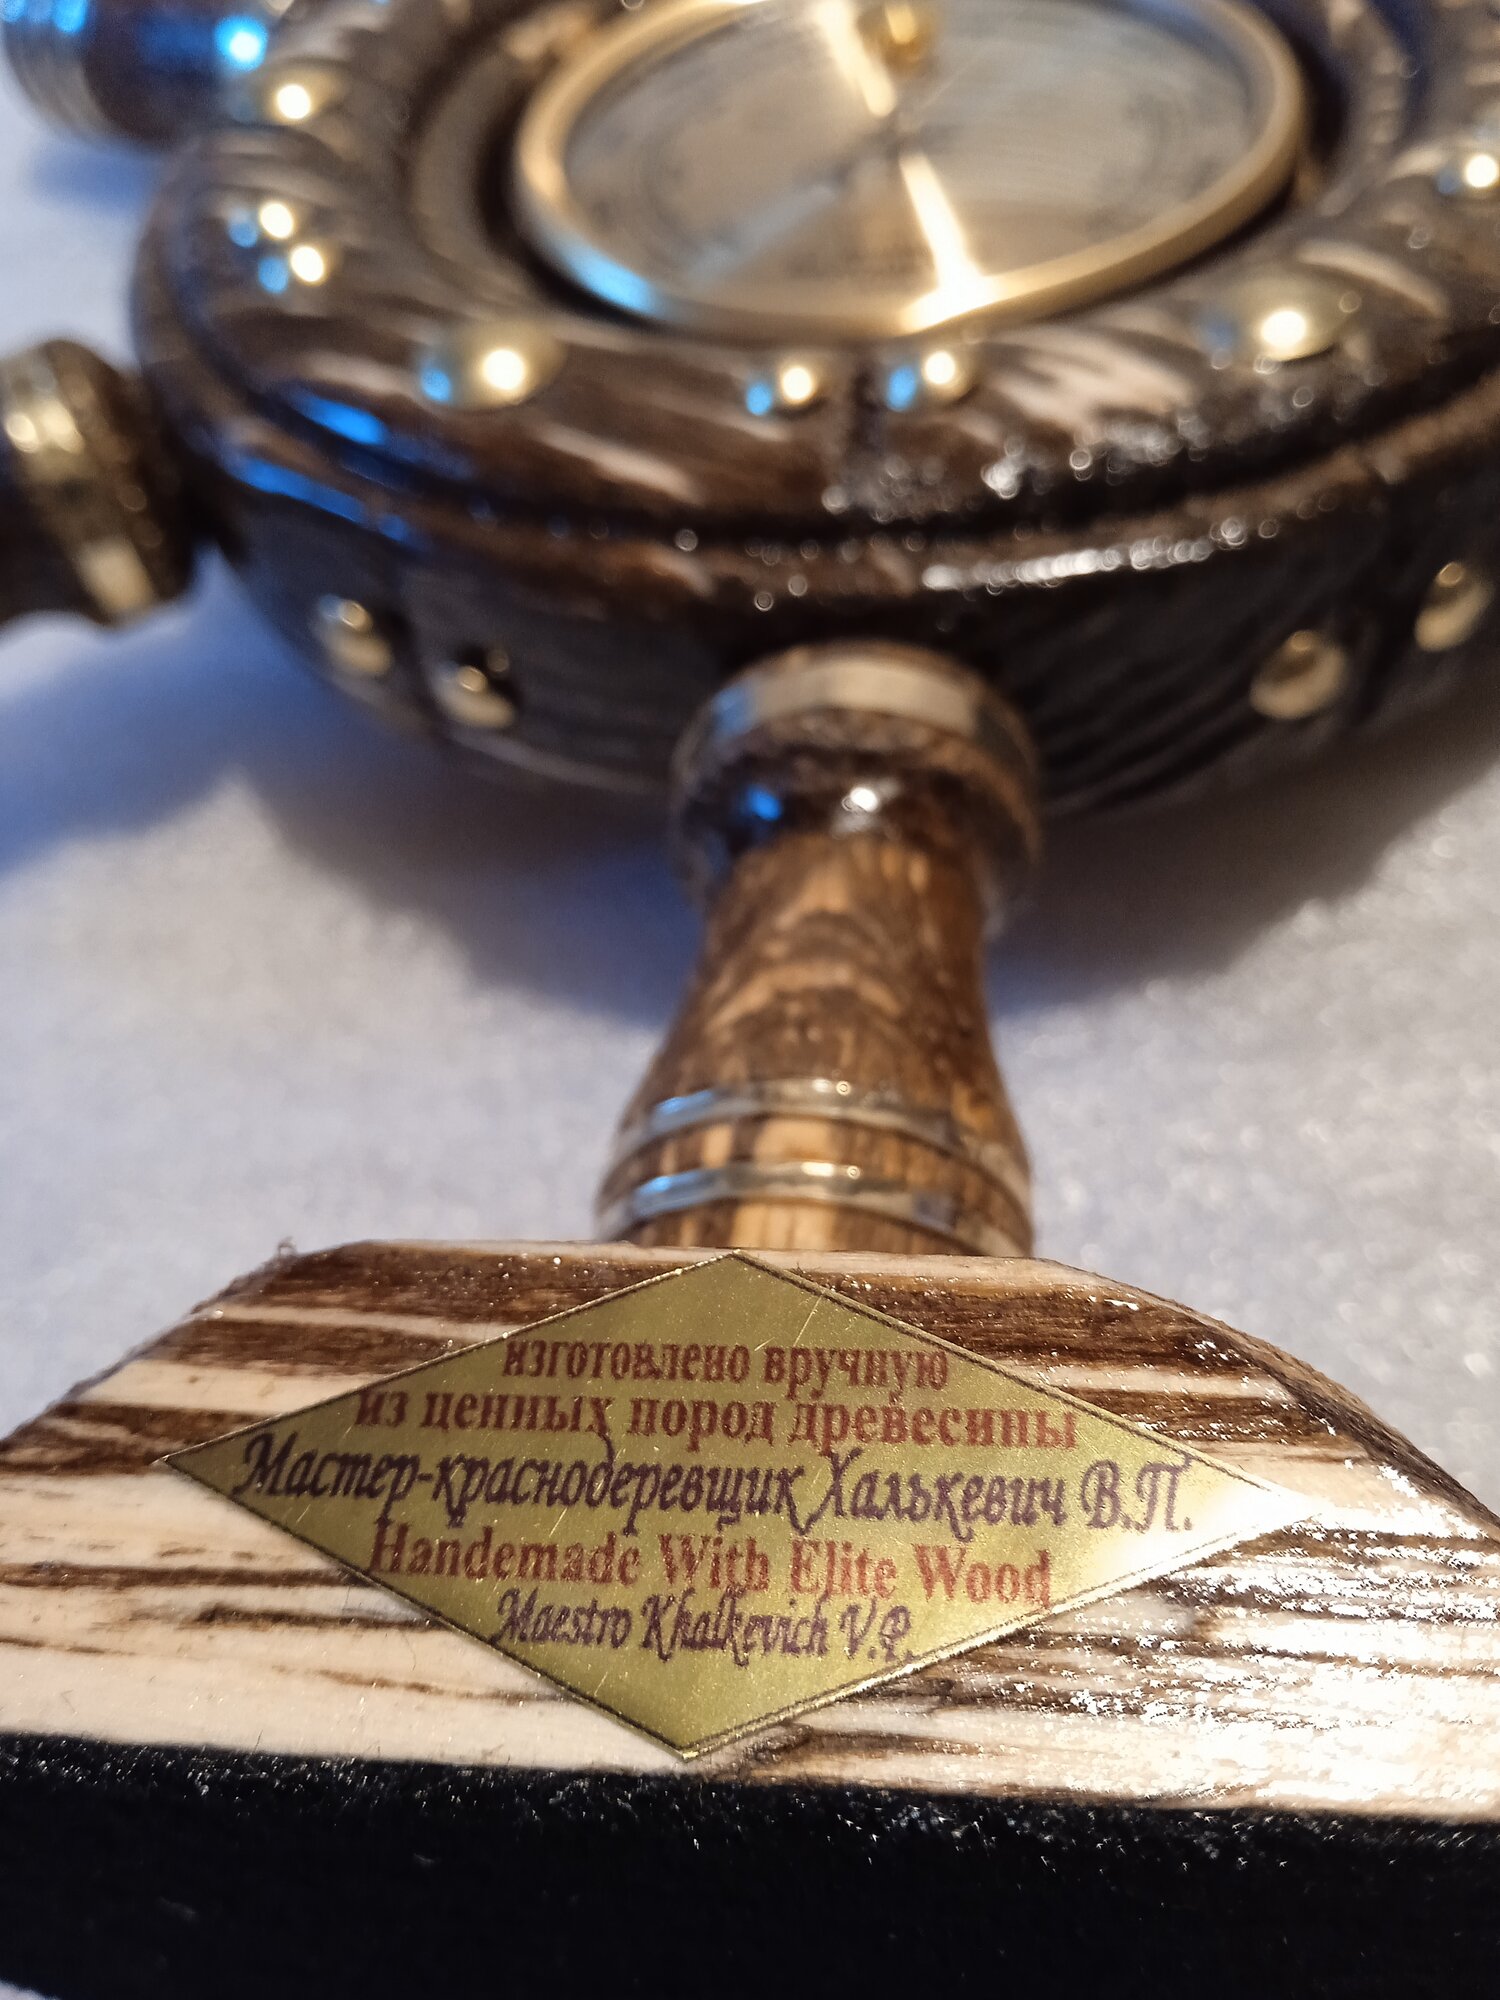 изготовлено вручную
из ценных пород древесины
Мастер-краснодеревщик Халькевич В.П.
Handemade With Elite Wood
Maestro Khalkevich V.P.